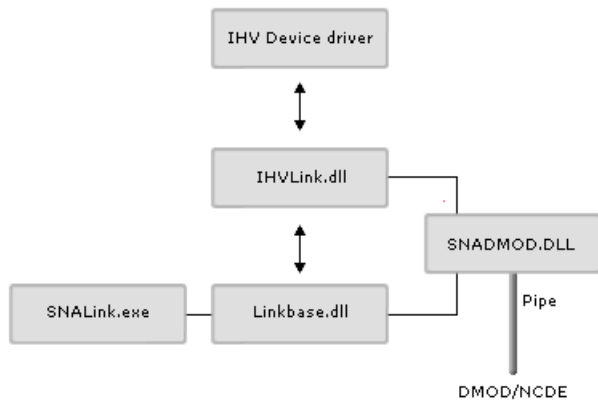 IHV Device driver
IHVLink.dll
SNADMOD.DLL
SNALink.exe
Linkbase.dll
Pipe
DMOD/NCDE